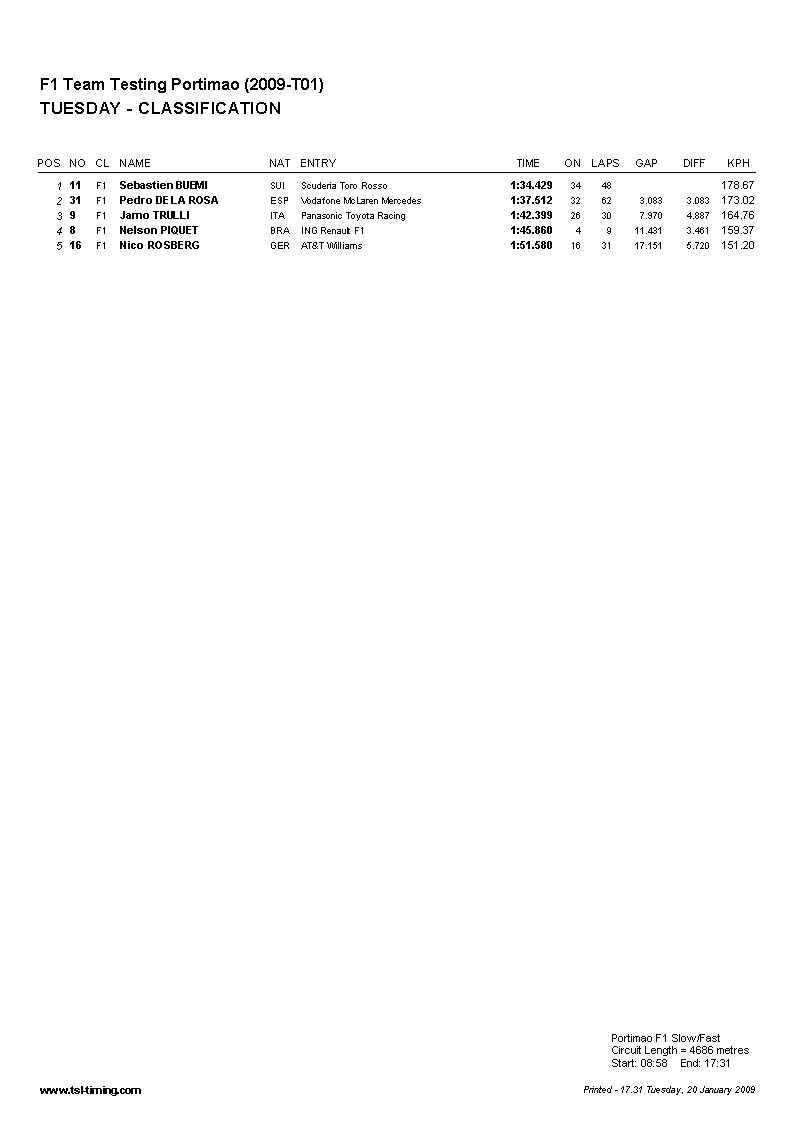 F1 Team Testing Portimao (2009-T01)
TUESDAY - CLASSIFICATION
POS NO CL NAME NAT ENTRY TIME ON LAPS GAP DIFF KPH
1 11 F1 Sebastien BUEMI SUI Scuderia Toro Rosso 1:34.429 34 48 178.67
2 31 F1 Pedro DE LA ROSA ESP Vodafone McLaren Mercedes 1:37.512 32 62 3.083 3.083 173.02
3 9 F1 Jarno TRULLI ITA Panasonic Toyota Racing 1:42.399 26 30 7.970 4.887 164.76
4 8 F1 Nelson PIQUET BRA ING Renault F1 1:45.860 4 9 11.431 3.461 159.37
5 16 F1 Nico ROSBERG GER AT&T Williams 1:51.580 16 31 17.151 5.720 151.20
Portimao F1 Slow/Fast
Circuit Length = 4686 metres
Start: 08:58 End: 17:31
www.tsl-timing.com Printed - 17:31 Tuesday, 20 January 2009